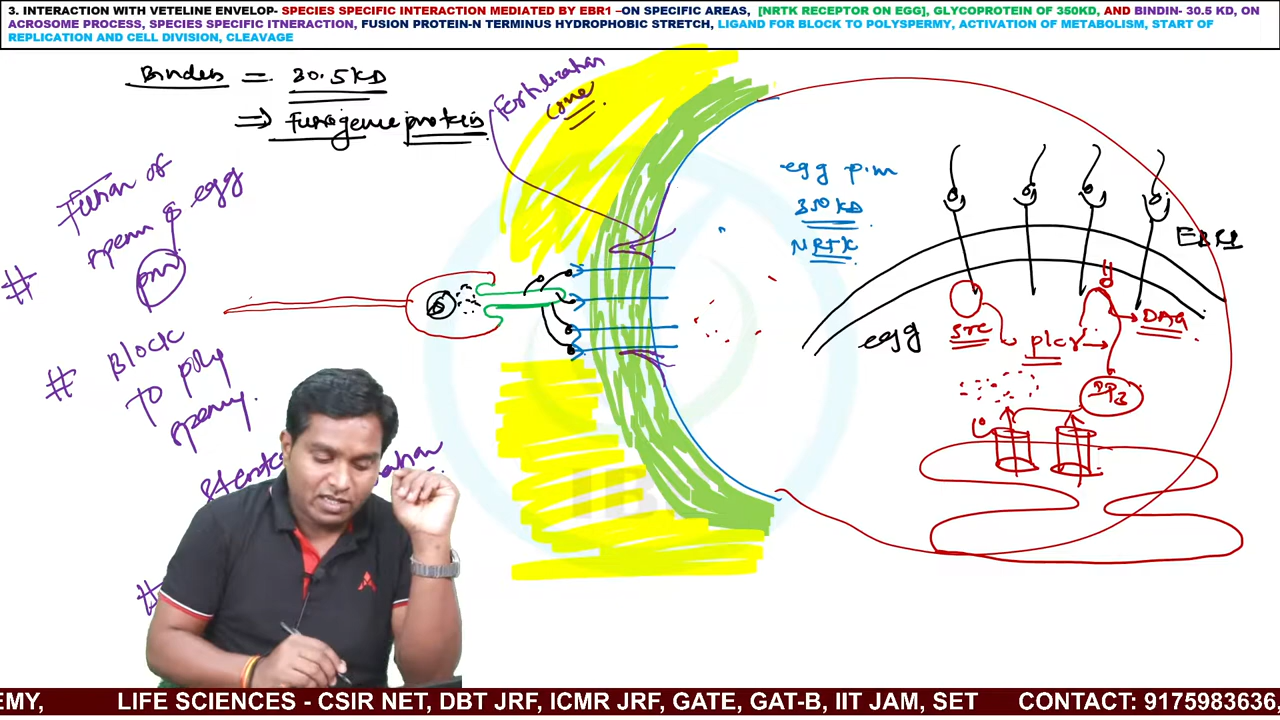 3. INTERACTION WITH VETELINE ENVELOP- SPECIES SPECIFIC INTERACTION MEDIATED BY EBR1 –ON SPECIFIC AREAS, [NRTK RECEPTOR ON EGG], GLYCOPROTEIN OF 350KD, AND BINDIN- 30.5 KD, ON
ACROSOME PROCESS, SPECIES SPECIFIC ITNERACTION, FUSION PROTEIN-N TERMINUS HYDROPHOBIC STRETCH, LIGAND FOR BLOCK TO POLYSPERMY, ACTIVATION OF METABOLISM, START OF
REPLICATION AND CELL DIVISION, CLEAVAGE
= 30.5 KD
⇒ protein
Fertilization
cone
# Fusion of
sperm & egg
pm
# Block
To poly
spermy.
#
egg p.m
350 KD
NRTK
EBR1
egg
Src
plcγ
DAG
IP3
EMY, LIFE SCIENCES - CSIR NET, DBT JRF, ICMR JRF, GATE, GAT-B, IIT JAM, SET CONTACT: 9175983636,